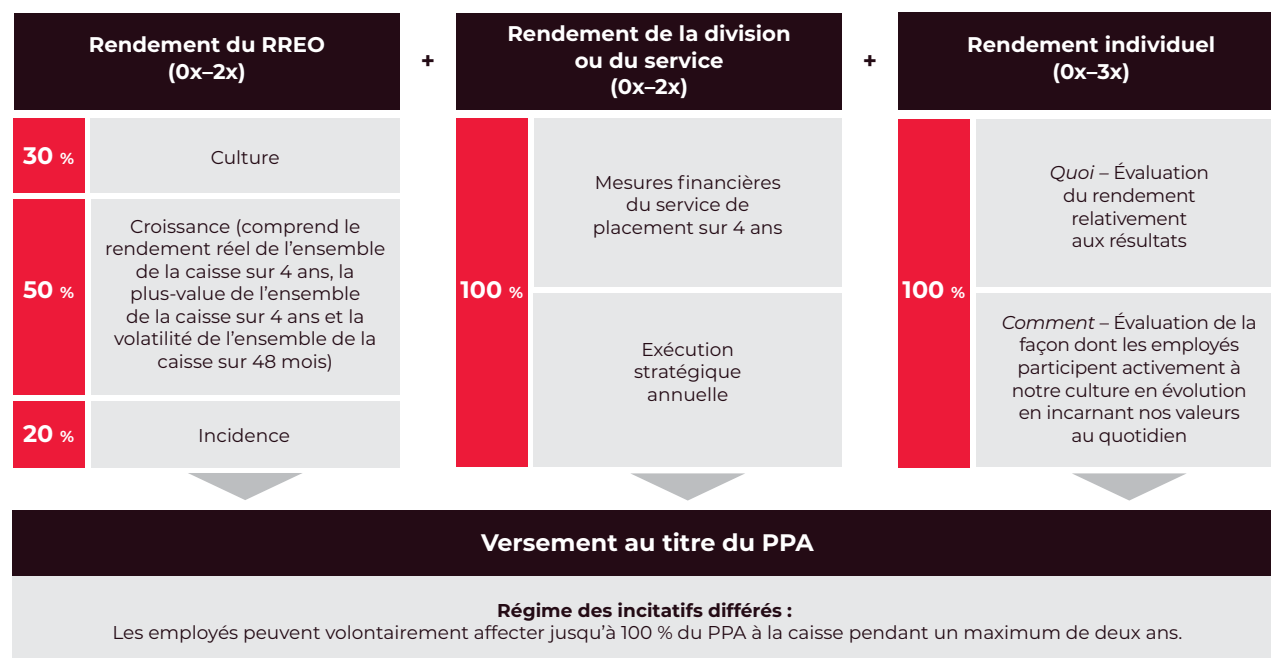 Rendement du RREO
(0x–2x)
30 %
Culture
50 %
Croissance (comprend le
rendement réel de l’ensemble
de la caisse sur 4 ans, la
plus-value de l’ensemble
de la caisse sur 4 ans et la
volatilité de l’ensemble de la
caisse sur 48 mois)
20 %
Incidence
+
Rendement de la division
ou du service
(0x–2x)
100 %
Mesures financières
du service de
placement sur 4 ans
Exécution
stratégique
annuelle
+
Rendement individuel
(0x–3x)
100 %
Quoi – Évaluation
du rendement
relativement
aux résultats
Comment – Évaluation de la
façon dont les employés
participent activement à
notre culture en évolution
en incarnant nos valeurs
au quotidien
Versement au titre du PPA
Régime des incitatifs différés :
Les employés peuvent volontairement affecter jusqu’à 100 % du PPA à la caisse pendant un maximum de deux ans.